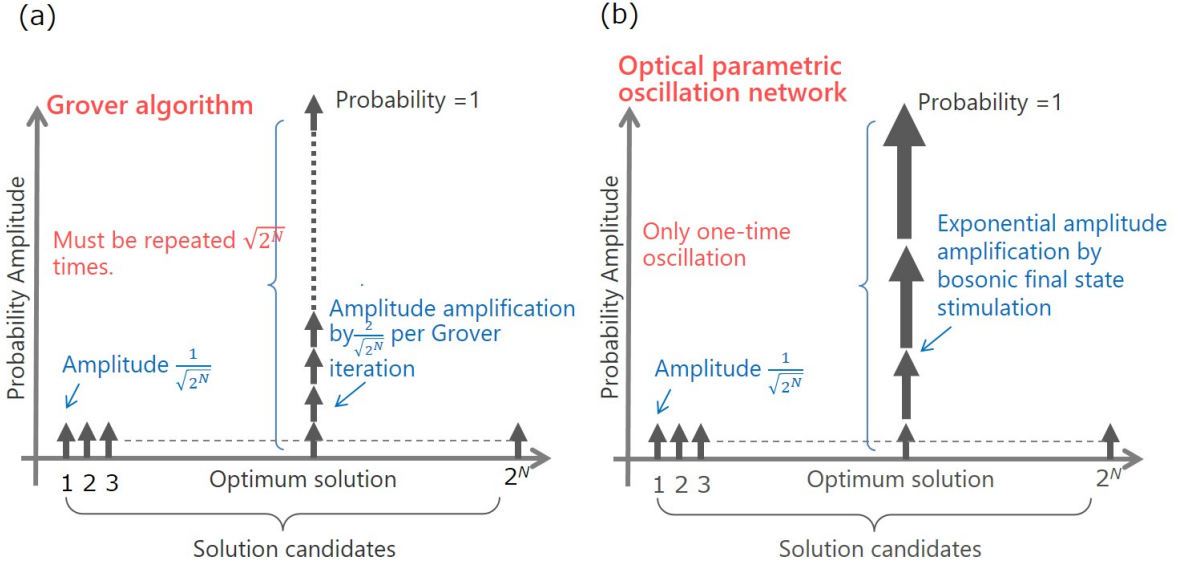 (a)
Grover algorithm
Probability =1
Probability Amplitude
Must be repeated √2^N
times.
Amplitude amplification
by 2/√2^N per Grover
iteration
Amplitude 1/√2^N
1 2 3
Optimum solution
2^N
Solution candidates
(b)
Optical parametric
oscillation network
Probability =1
Probability Amplitude
Only one-time
oscillation
Exponential amplitude
amplification by
bosonic final state
stimulation
Amplitude 1/√2^N
1 2 3
Optimum solution
2^N
Solution candidates